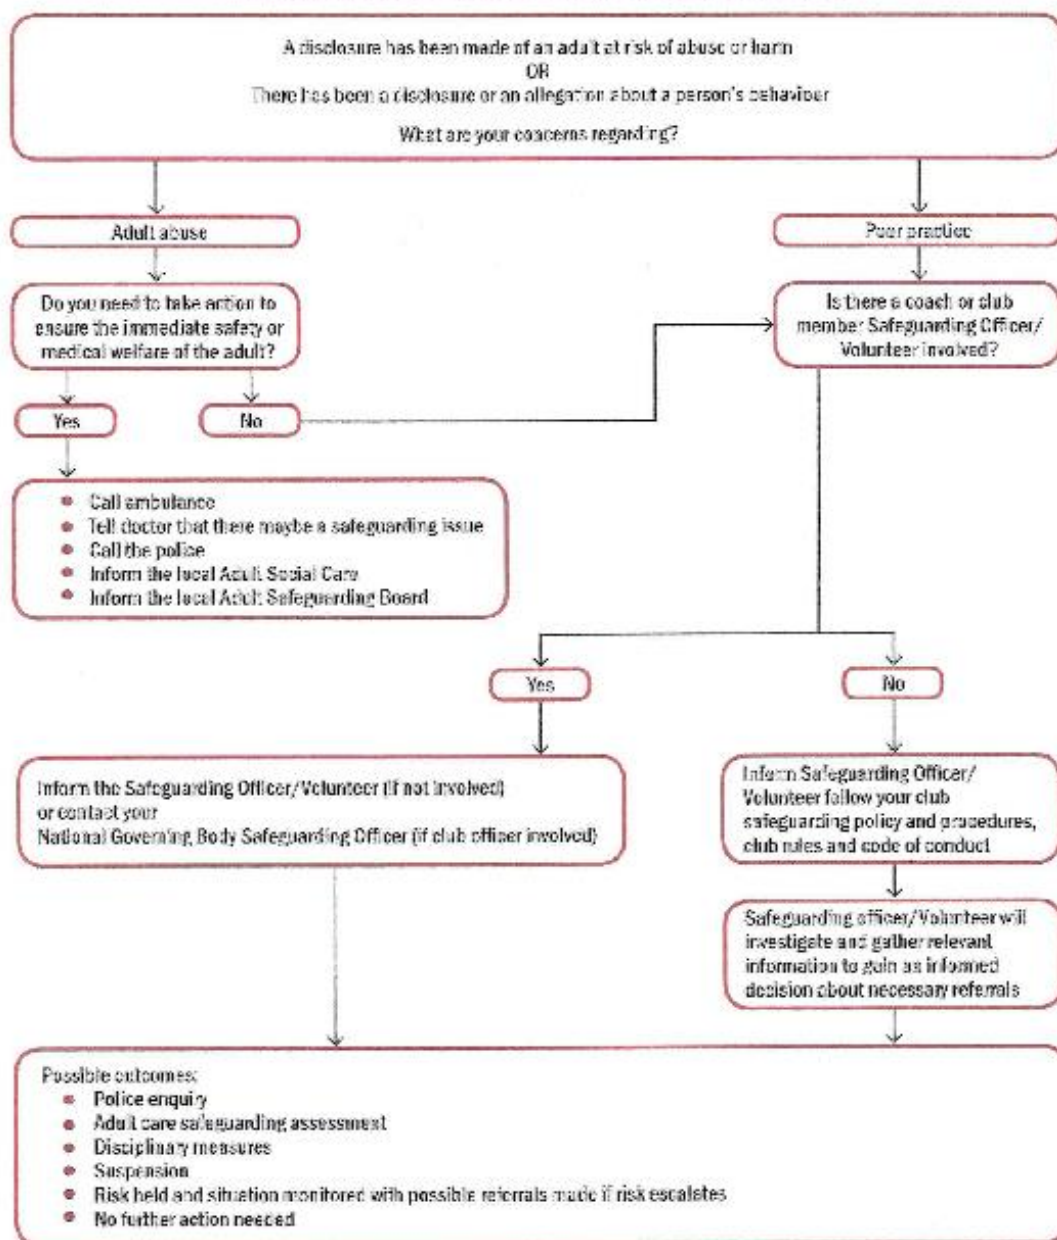 A disclosure has been made of an adult at risk of abuse or harm
OR
There has been a disclosure or an allegation about a person's behaviour
What are your concerns regarding?
Adult abuse
Poor practice
Do you need to take action to
ensure the immediate safety or
medical welfare of the adult?
Is there a coach or club
member Safeguarding Officer/
Volunteer involved?
Yes
No
Call ambulance
Tell doctor that there maybe a safeguarding issue
Call the police
Inform the local Adult Social Care
Inform the local Adult Safeguarding Board
Yes
No
Inform the Safeguarding Officer/Volunteer (if not involved)
or contact your
National Governing Body Safeguarding Officer (if club officer involved)
Inform Safeguarding Officer/
Volunteer follow your club
safeguarding policy and procedures,
club rules and code of conduct
Safeguarding officer/Volunteer will
investigate and gather relevant
information to gain as informed
decision about necessary referrals
Possible outcomes:
Police enquiry
Adult care safeguarding assessment
Disciplinary measures
Suspension
Risk held and situation monitored with possible referrals made if risk escalates
No further action needed